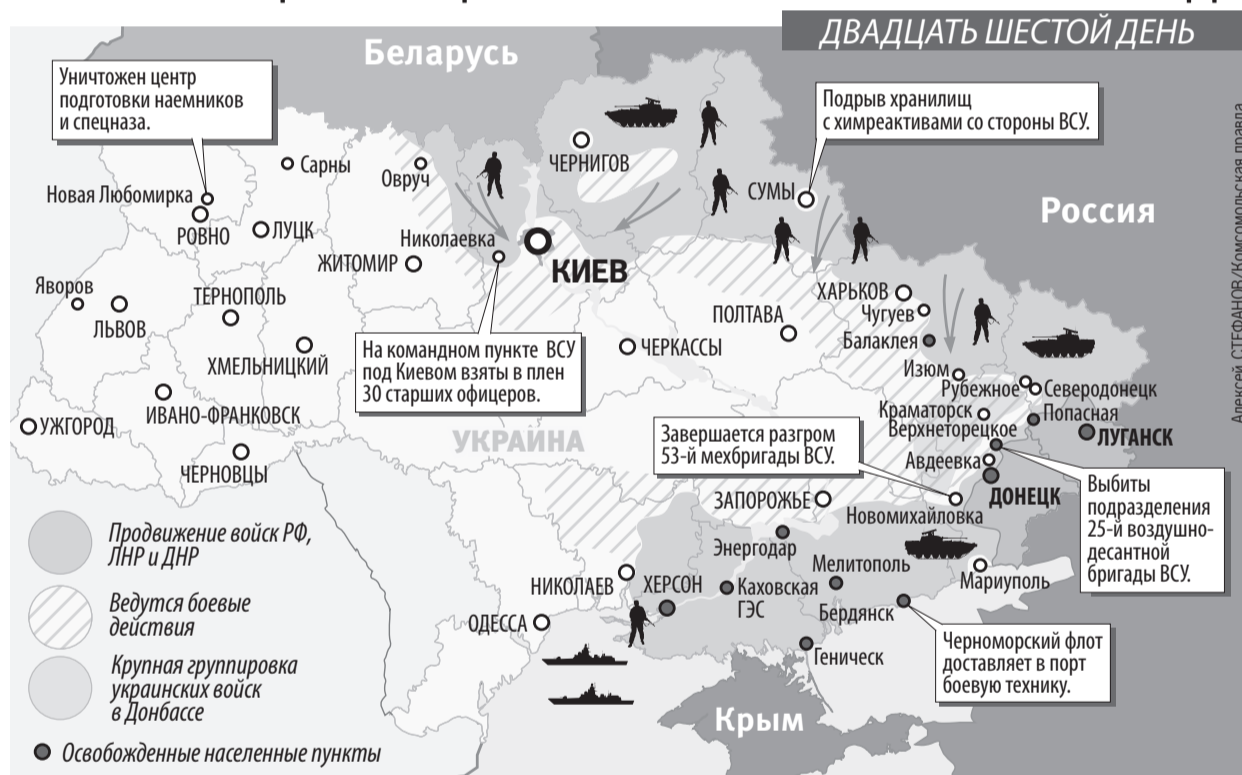 ДВАДЦАТЬ ШЕСТОЙ ДЕНЬ
Беларусь
Уничтожен центр
подготовки наемников
и спецназа.
Подрыв хранилищ
с химреактивами со стороны ВСУ.
Алексей СТЕФАНОВ/Комсомольская правда
ЧЕРНИГОВ
Сарны
Овруч
СУМЫ
Новая Любомирка
РОВНО
ЛУЦК
Россия
Николаевка
КИЕВ
ЖИТОМИР
Яворов
ЛЬВОВ
ТЕРНОПОЛЬ
ХАРЬКОВ
Чугуев
ПОЛТАВА
Балаклея
ХМЕЛЬНИЦКИЙ
На командном пункте ВСУ
под Киевом взяты в плен
30 старших офицеров.
ЧЕРКАССЫ
Изюм
Рубежное
Северодонецк
ИВАНО-ФРАНКОВСК
Краматорск
Попасная
УЖГОРОД
Верхнеторецкое
ЛУГАНСК
УКРАИНА
Завершается разгром
53-й мехбригады ВСУ.
Авдеевка
ЧЕРНОВЦЫ
ДОНЕЦК
Выбиты
подразделения
25-й воздушно-
десантной
бригады ВСУ.
ЗАПОРОЖЬЕ
Новомихайловка
Продвижение войск РФ,
ЛНР и ДНР
Энергодар
Мелитополь
Мариуполь
НИКОЛАЕВ
ХЕРСОН
Каховская
ГЭС
Бердянск
Ведутся боевые
действия
ОДЕССА
Геническ
Черноморский флот
доставляет в порт
боевую технику.
Крупная группировка
украинских войск
в Донбассе
Крым
Освобожденные населенные пункты